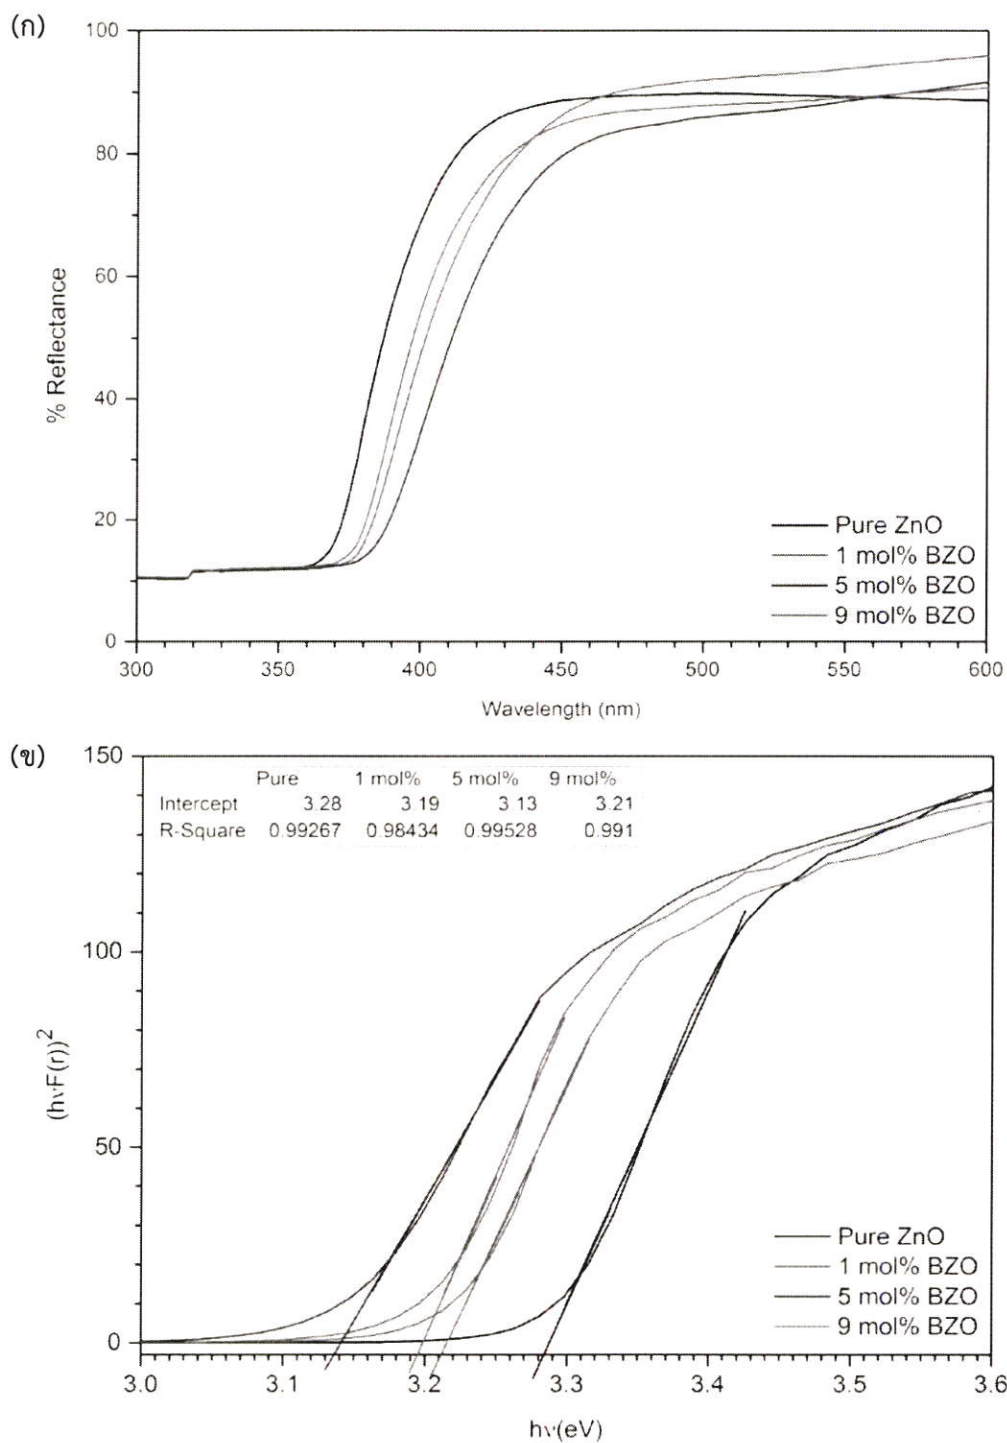 (ก)
100
80
60
40
20
0
% Reflectance
Pure ZnO
1 mol% BZO
5 mol% BZO
9 mol% BZO
300 350 400 450 500 550 600
Wavelength (nm)
(ข)
150
100
50
0
(hνF(r))²
Pure 1 mol% 5 mol% 9 mol%
Intercept 3.28 3.19 3.13 3.21
R-Square 0.99267 0.98434 0.99528 0.991
Pure ZnO
1 mol% BZO
5 mol% BZO
9 mol% BZO
3.0 3.1 3.2 3.3 3.4 3.5 3.6
hν(eV)